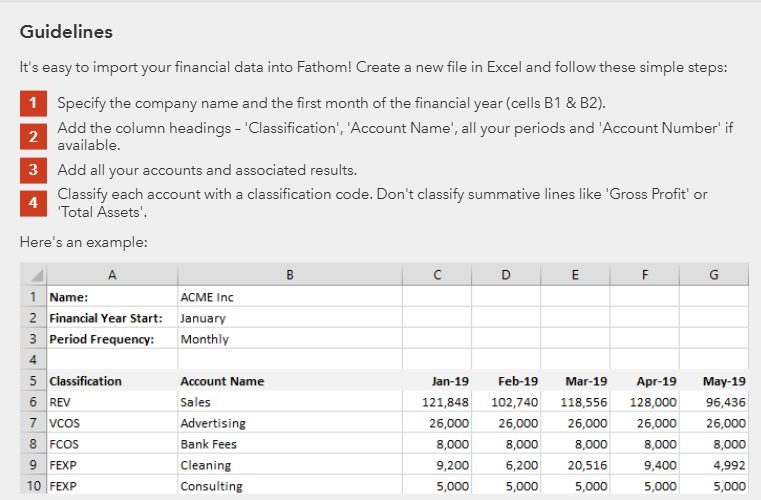 Guidelines
It's easy to import your financial data into Fathom! Create a new file in Excel and follow these simple steps:
1 Specify the company name and the first month of the financial year (cells B1 & B2).
2 Add the column headings - 'Classification', 'Account Name', all your periods and 'Account Number' if
available.
3 Add all your accounts and associated results.
4 Classify each account with a classification code. Don't classify summative lines like 'Gross Profit' or
'Total Assets'.
Here's an example:
A B C D E F G
1 Name: ACME Inc
2 Financial Year Start: January
3 Period Frequency: Monthly
4
5 Classification Account Name Jan-19 Feb-19 Mar-19 Apr-19 May-19
6 REV Sales 121,848 102,740 118,556 128,000 96,436
7 VCOS Advertising 26,000 26,000 26,000 26,000 26,000
8 FCOS Bank Fees 8,000 8,000 8,000 8,000 8,000
9 FEXP Cleaning 9,200 6,200 20,516 9,400 4,992
10 FEXP Consulting 5,000 5,000 5,000 5,000 5,000